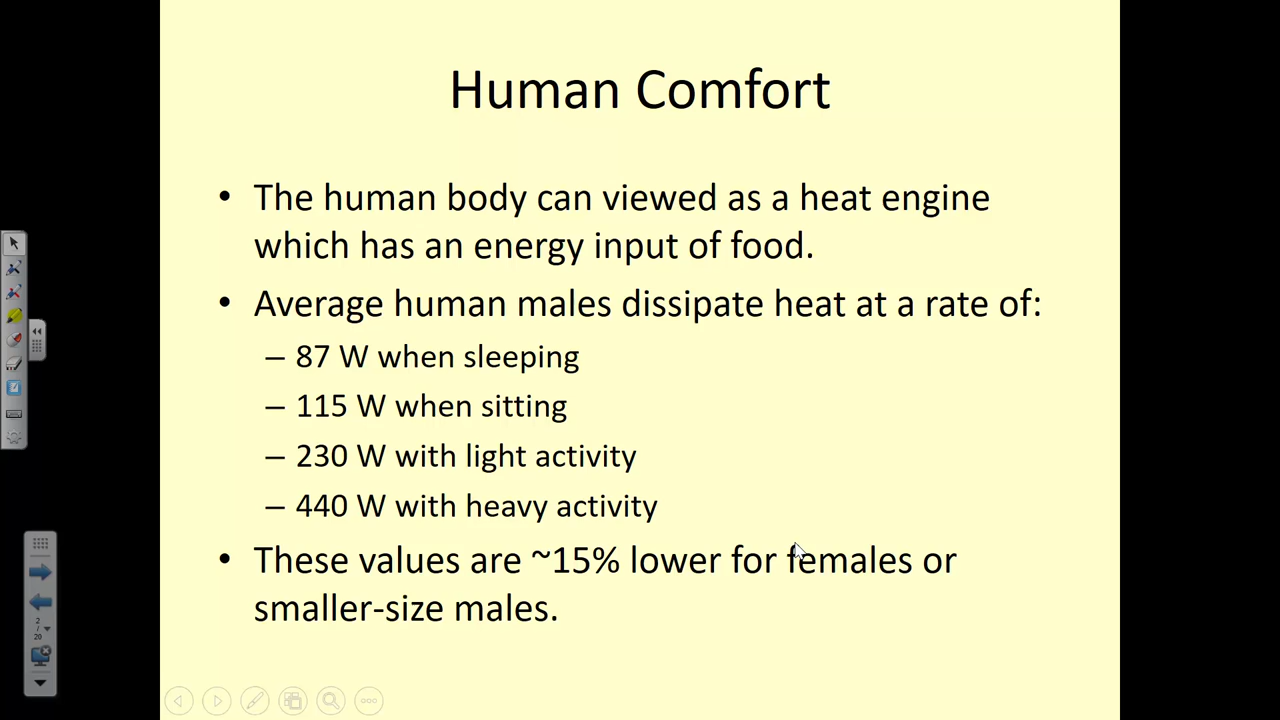 Human Comfort
• The human body can viewed as a heat engine
which has an energy input of food.
• Average human males dissipate heat at a rate of:
– 87 W when sleeping
– 115 W when sitting
– 230 W with light activity
– 440 W with heavy activity
• These values are ~15% lower for females or
smaller-size males.
2
/
20